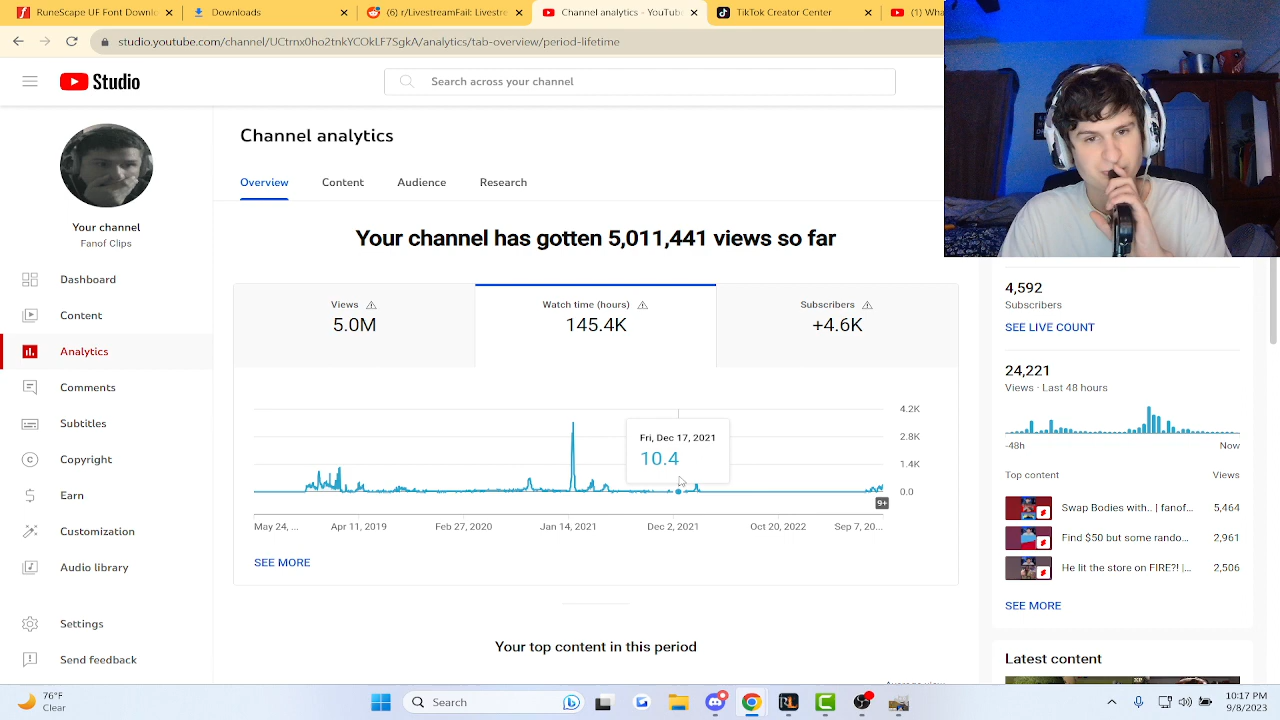 RuneScape UF Font Downlo
Downloads
(6) /LivestreamFail: Livestre
Channel analytics - YouTube
TikTok Creator Center
(1) Wha
studio.youtube.com/channel/
/analytics/tab-overview/period-lifetime
Studio
Search across your channel
Your channel
Fanof Clips
Dashboard
Content
Analytics
Comments
Subtitles
Copyright
Earn
Customization
Audio library
Settings
Send feedback
Channel analytics
Overview
Content
Audience
Research
Your channel has gotten 5,011,441 views so far
Views
5.0M
Watch time (hours)
145.4K
Subscribers
+4.6K
4.2K
2.8K
1.4K
0.0
Fri, Dec 17, 2021
10.4
9+
May 24, ...
Apr 11, 2019
Feb 27, 2020
Jan 14, 2021
Dec 2, 2021
Oct 20, 2022
Sep 7, 20...
SEE MORE
Your top content in this period
4,592
Subscribers
SEE LIVE COUNT
24,221
Views · Last 48 hours
-48h
Now
Top content
Views
Swap Bodies with.. | fanof...
5,464
Find $50 but some rando...
2,961
He lit the store on FIRE?! |...
2,506
SEE MORE
Latest content
76°F
Clear
Search
10:17 PM
9/8/2023